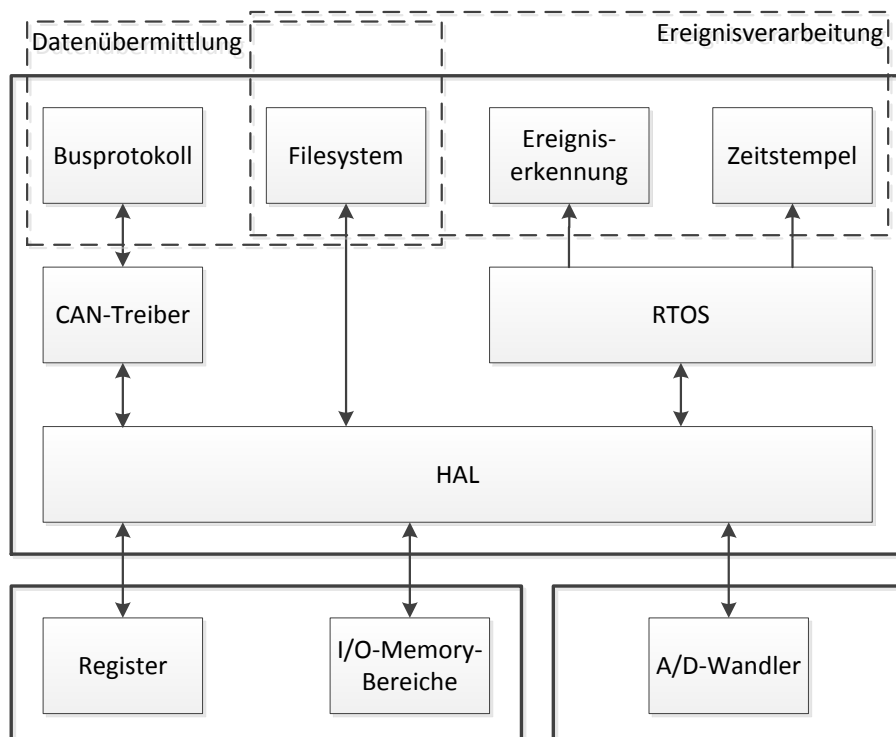 Datenübermittlung
Ereignisverarbeitung
Busprotokoll
Filesystem
Ereignis-
erkennung
Zeitstempel
CAN-Treiber
RTOS
HAL
Register
I/O-Memory-
Bereiche
A/D-Wandler